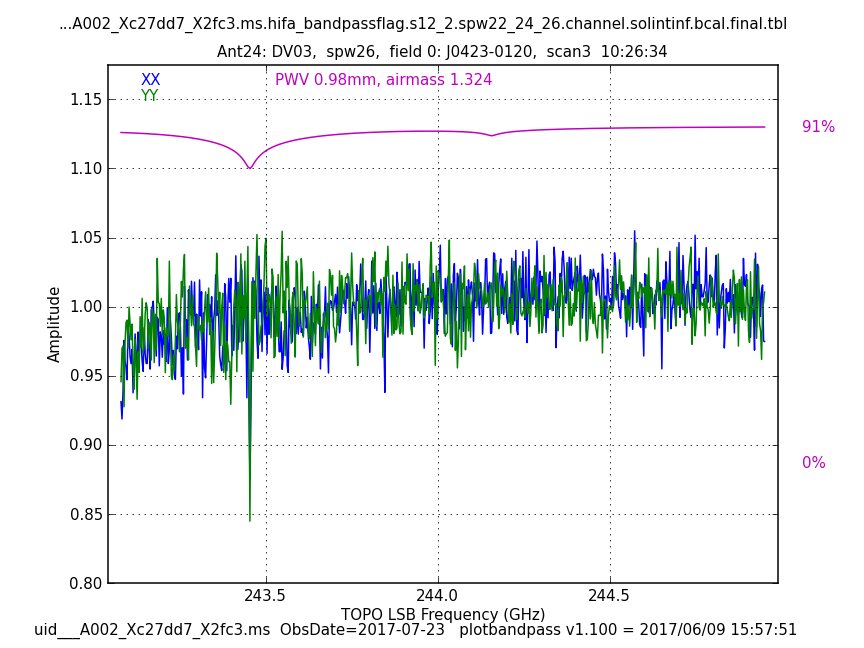 ...A002_Xc27dd7_X2fc3.ms.hifa_bandpassflag.s12_2.spw22_24_26.channel.solintinf.bcal.final.tbl
Ant24: DV03, spw26, field 0: J0423-0120, scan3 10:26:34
XX
YY
PWV 0.98mm, airmass 1.324
1.15
1.10
1.05
1.00
0.95
0.90
0.85
0.80
Amplitude
91%
0%
243.5
244.0
244.5
TOPO LSB Frequency (GHz)
uid___A002_Xc27dd7_X2fc3.ms ObsDate=2017-07-23 plotbandpass v1.100 = 2017/06/09 15:57:51